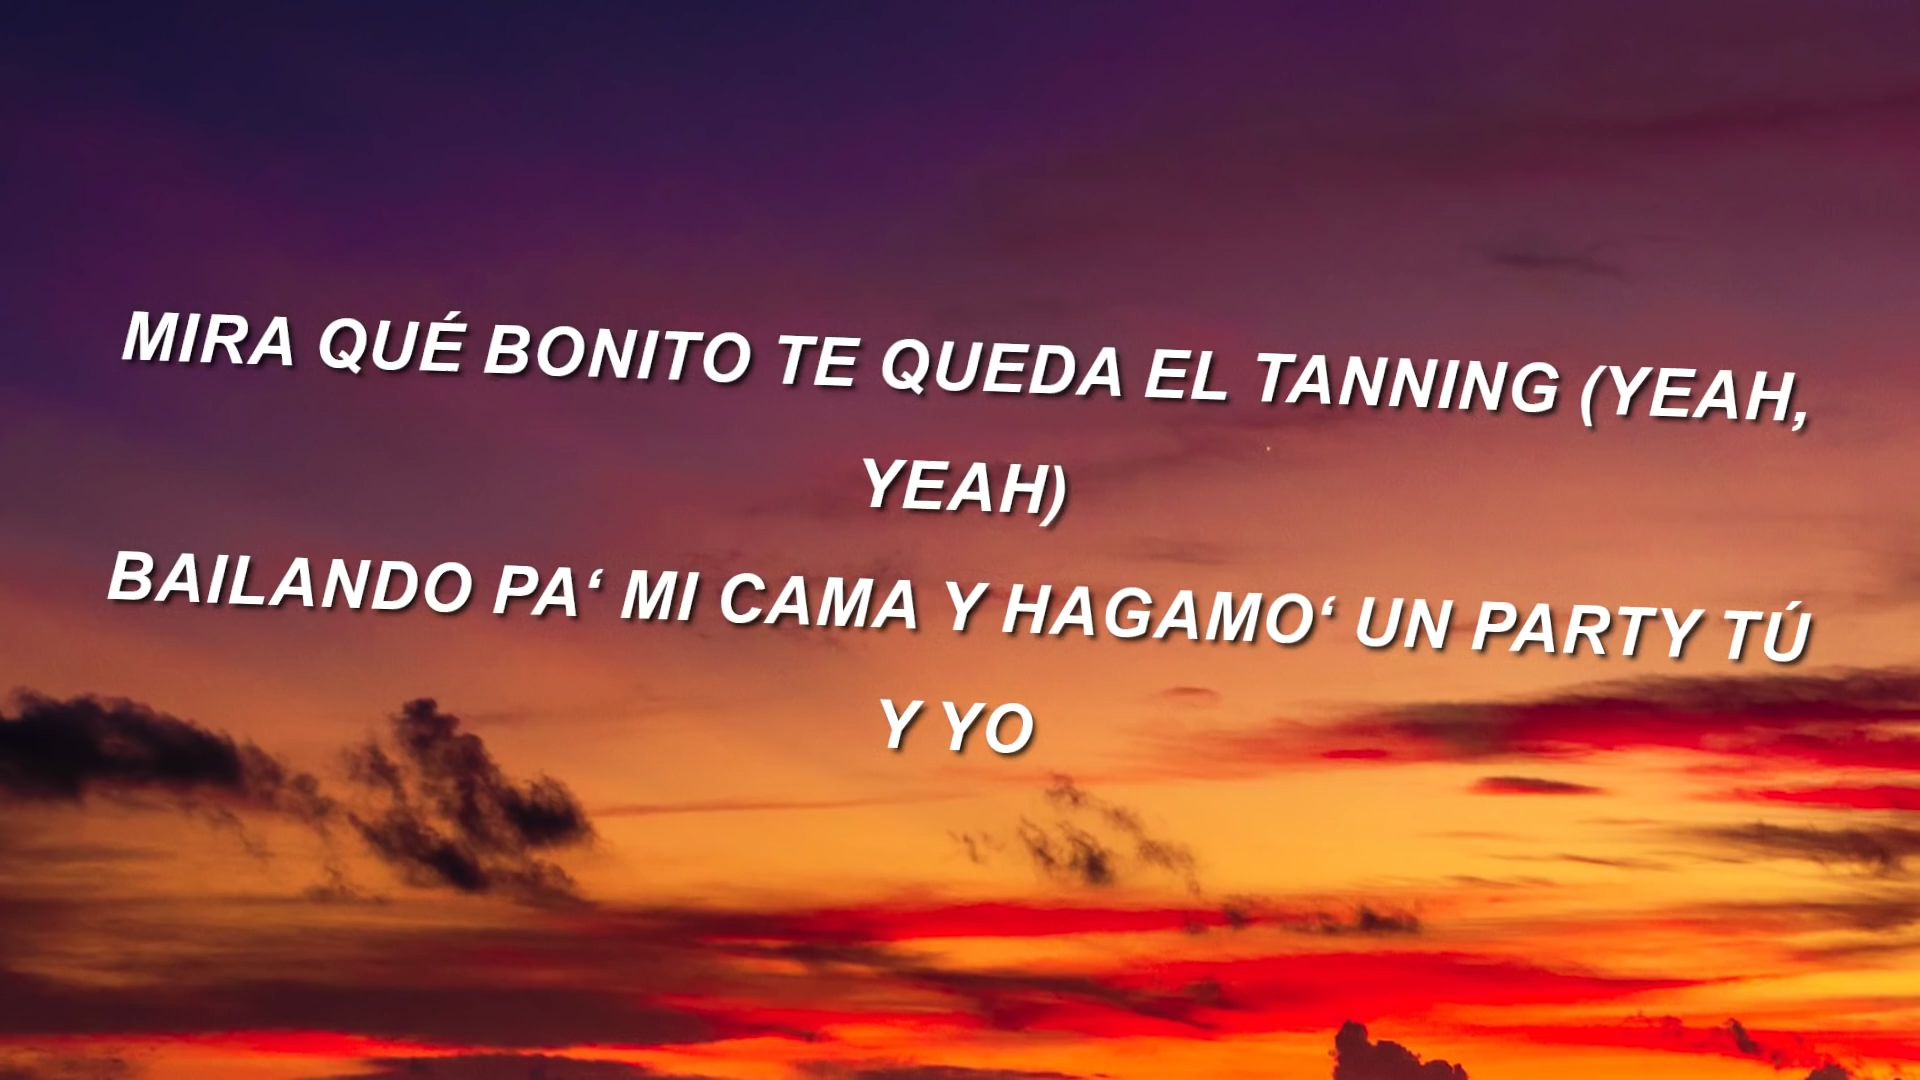 MIRA QUÉ BONITO TE QUEDA EL TANNING (YEAH,
YEAH)
BAILANDO PA‘ MI CAMA Y HAGAMO‘ UN PARTY TÚ
Y YO